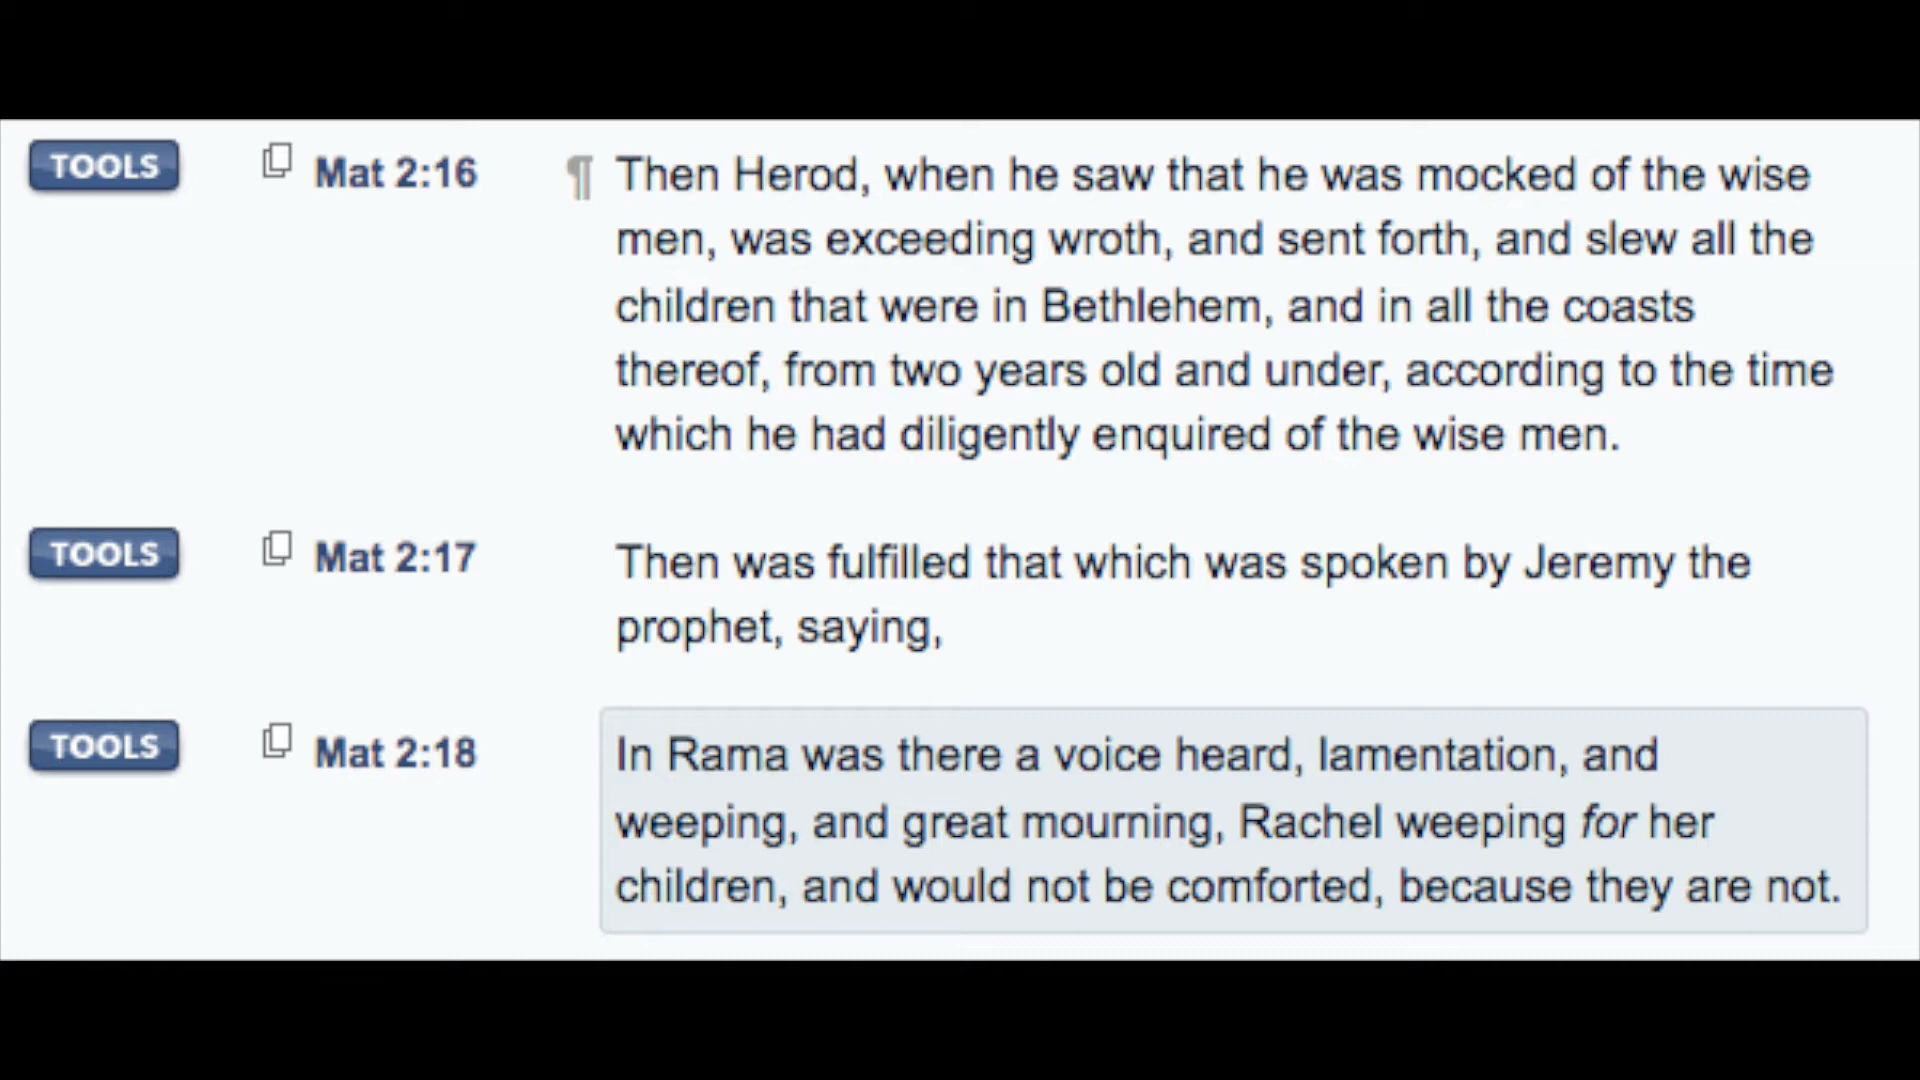 TOOLS Mat 2:16 ¶ Then Herod, when he saw that he was mocked of the wise
men, was exceeding wroth, and sent forth, and slew all the
children that were in Bethlehem, and in all the coasts
thereof, from two years old and under, according to the time
which he had diligently enquired of the wise men.
TOOLS Mat 2:17 Then was fulfilled that which was spoken by Jeremy the
prophet, saying,
TOOLS Mat 2:18 In Rama was there a voice heard, lamentation, and
weeping, and great mourning, Rachel weeping for her
children, and would not be comforted, because they are not.